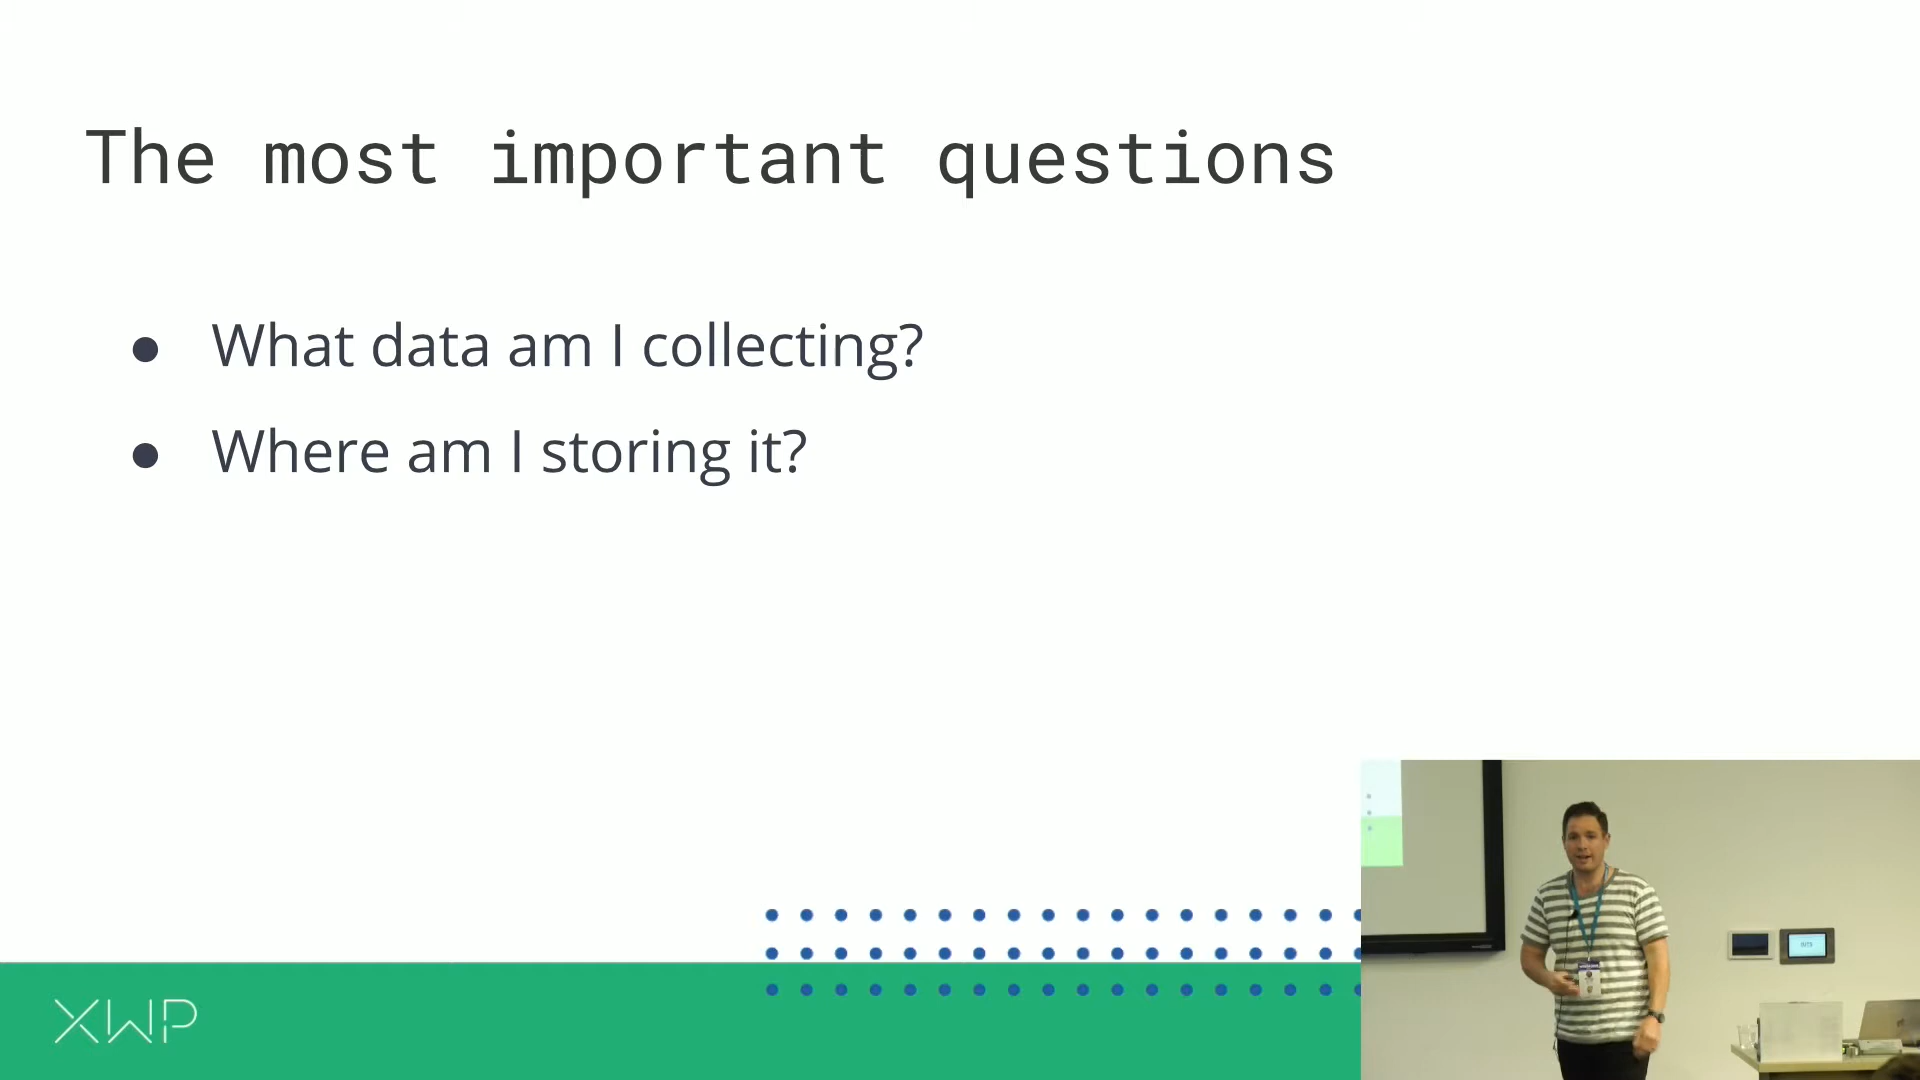 The most important questions
● What data am I collecting?
● Where am I storing it?
XWP